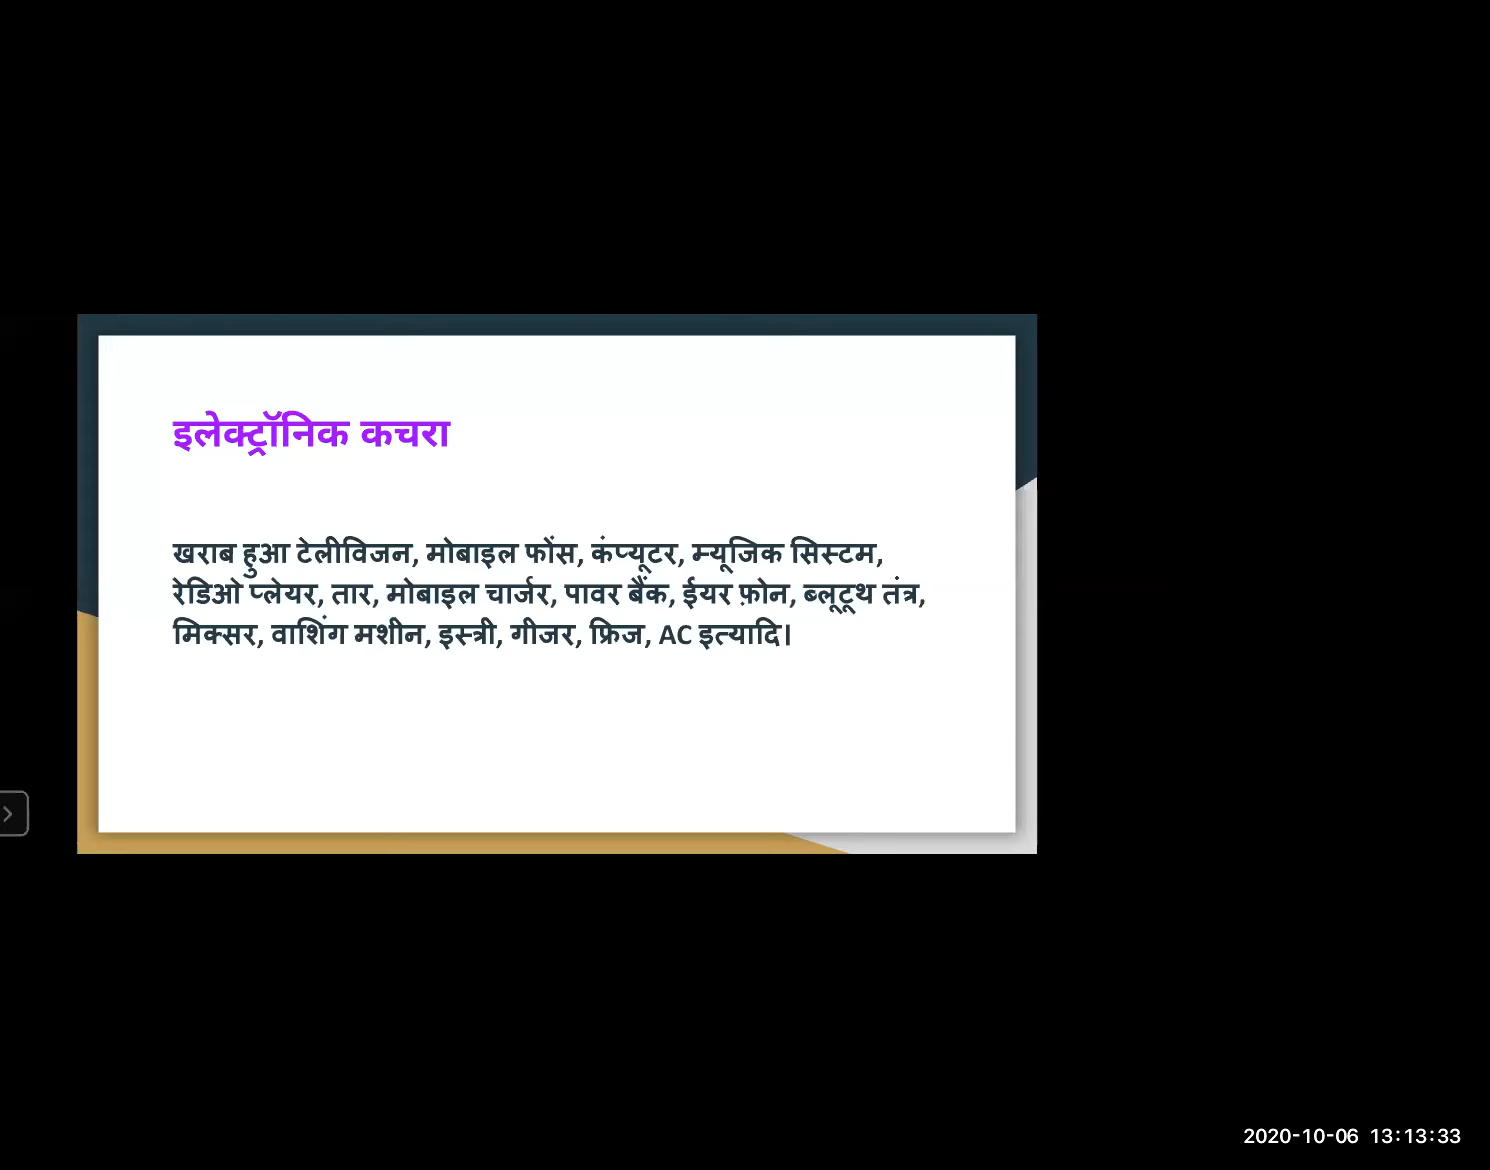 इलेक्ट्रॉनिक कचरा
खराब हुआ टेलीविजन, मोबाइल फोंस, कंप्यूटर, म्यूजिक सिस्टम,
रेडिओ प्लेयर, तार, मोबाइल चार्जर, पावर बैंक, ईयर फ़ोन, ब्लूटूथ तंत्र,
मिक्सर, वाशिंग मशीन, इस्त्री, गीजर, फ्रिज, AC इत्यादि।
2020-10-06 13:13:33